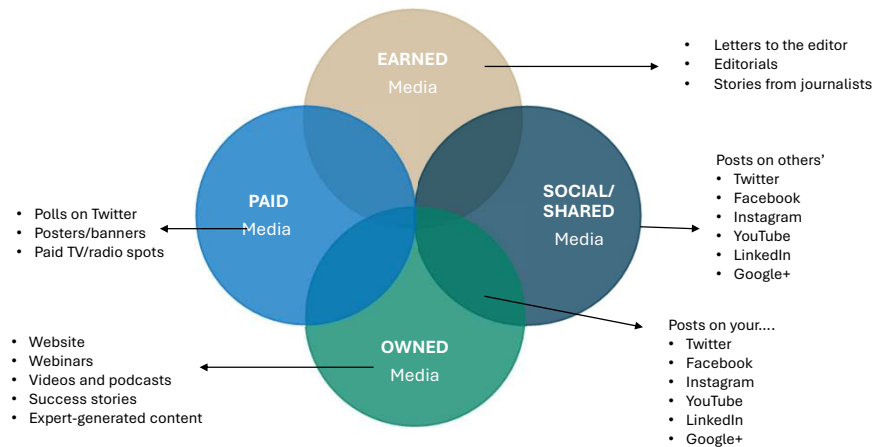 EARNED
Media
• Letters to the editor
• Editorials
• Stories from journalists
PAID
Media
• Polls on Twitter
• Posters/banners
• Paid TV/radio spots
SOCIAL/
SHARED
Media
Posts on others’
• Twitter
• Facebook
• Instagram
• YouTube
• LinkedIn
• Google+
OWNED
Media
• Website
• Webinars
• Videos and podcasts
• Success stories
• Expert-generated content
Posts on your....
• Twitter
• Facebook
• Instagram
• YouTube
• LinkedIn
• Google+